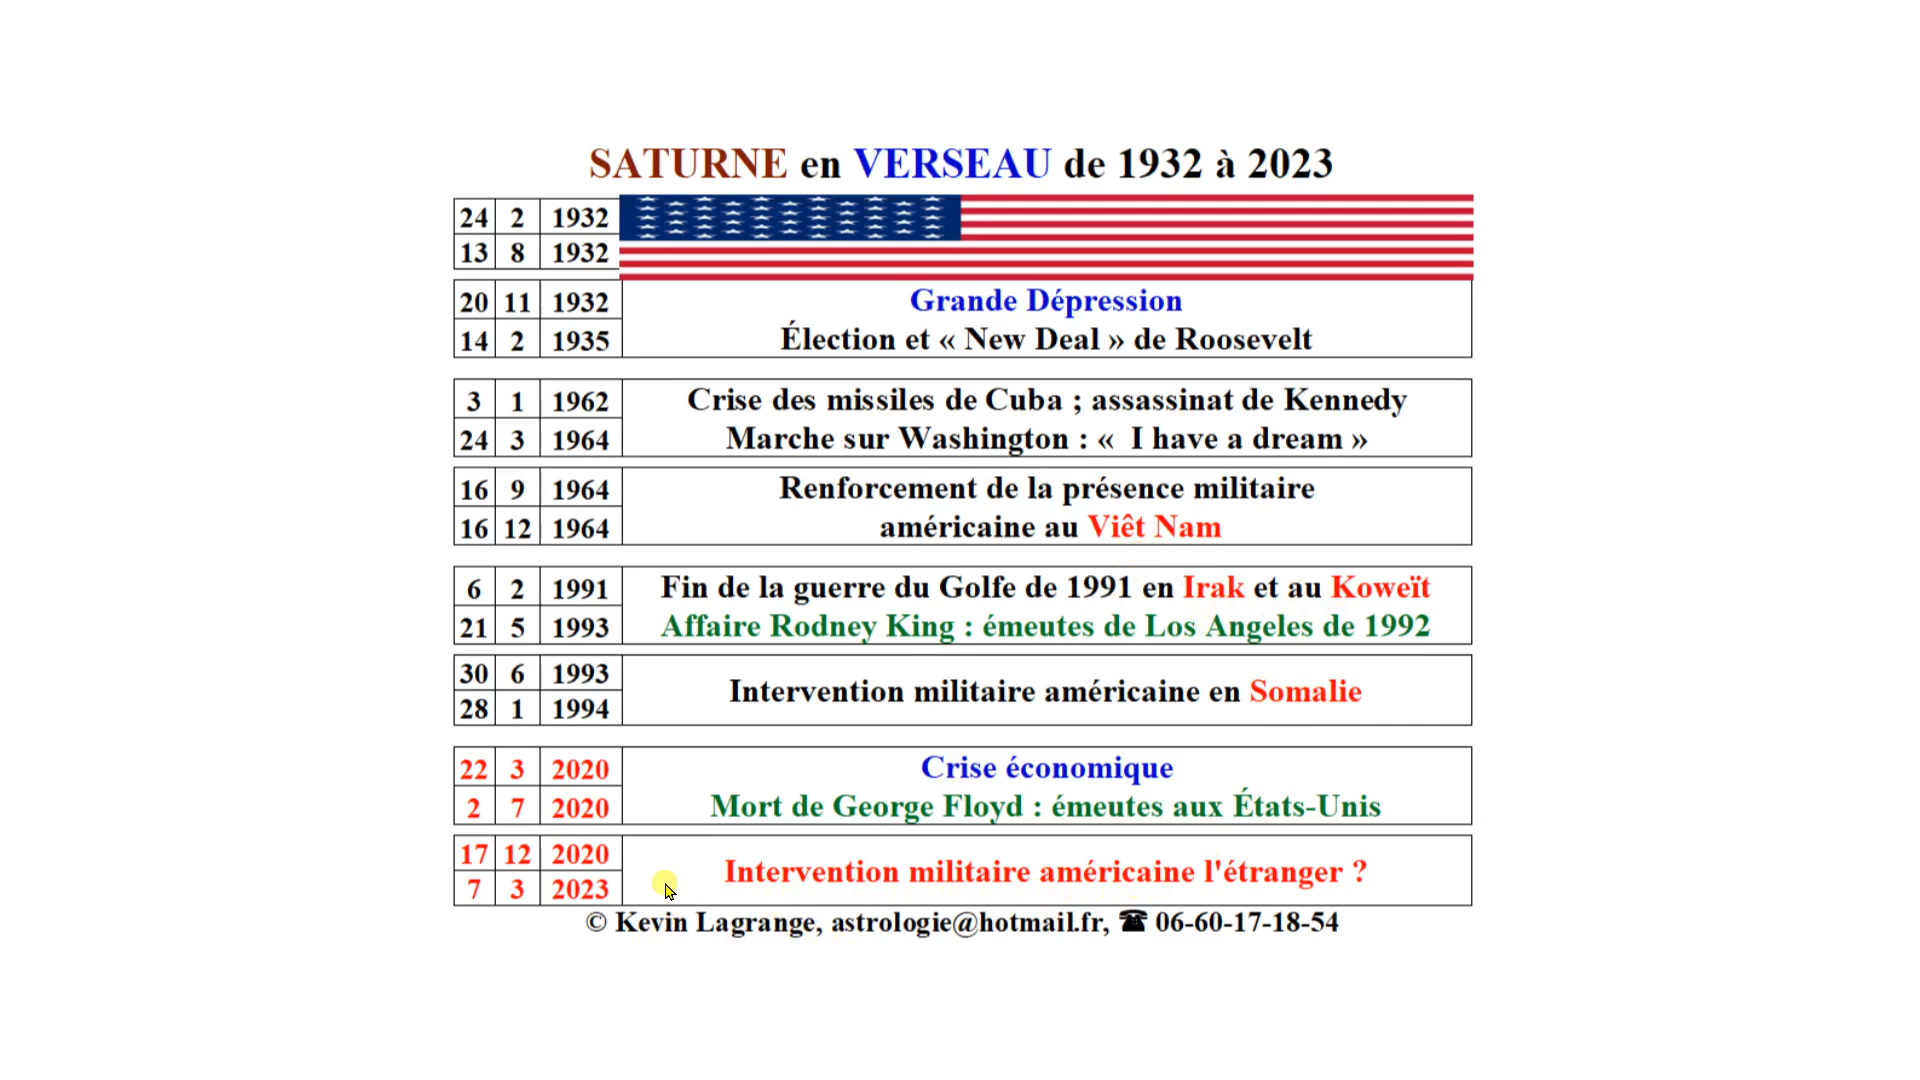 SATURNE en VERSEAU de 1932 à 2023
24 2 1932
13 8 1932
20 11 1932
14 2 1935
Grande Dépression
Élection et « New Deal » de Roosevelt
3 1 1962
24 3 1964
Crise des missiles de Cuba ; assassinat de Kennedy
Marche sur Washington : « I have a dream »
16 9 1964
16 12 1964
Renforcement de la présence militaire
américaine au Viêt Nam
6 2 1991
21 5 1993
Fin de la guerre du Golfe de 1991 en Irak et au Koweït
Affaire Rodney King : émeutes de Los Angeles de 1992
30 6 1993
28 1 1994
Intervention militaire américaine en Somalie
22 3 2020
2 7 2020
Crise économique
Mort de George Floyd : émeutes aux États-Unis
17 12 2020
7 3 2023
Intervention militaire américaine l'étranger ?
© Kevin Lagrange, astrologie@hotmail.fr, ☎ 06-60-17-18-54